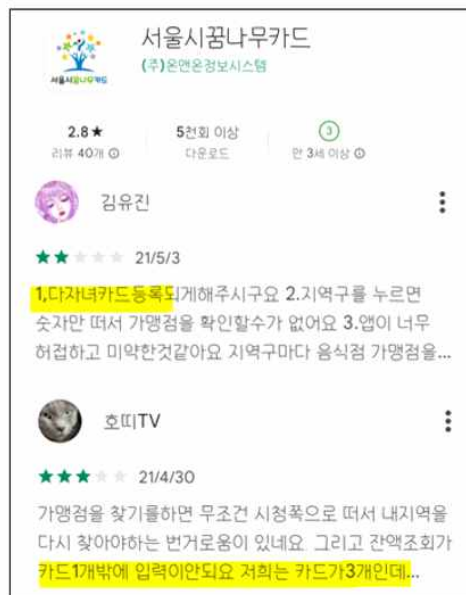 서울시꿈나무카드
(주)온앤온정보시스템
서울시꿈나무카드
2.8★
5천회 이상
3
리뷰 40개
다운로드
만 3세 이상
김유진
21/5/3
1,다자녀카드등록되게해주시구요 2.지역구를 누르면
숫자만 떠서 가맹점을 확인할수가 없어요 3.앱이 너무
허접하고 미약한것같아요 지역구마다 음식점 가맹점을...
호띠TV
21/4/30
가맹점을 찾기를하면 무조건 시청쪽으로 떠서 내지역을
다시 찾아야하는 번거로움이 있네요. 그리고 잔액조회가
카드1개밖에 입력이안되요 저희는 카드가3개인데...